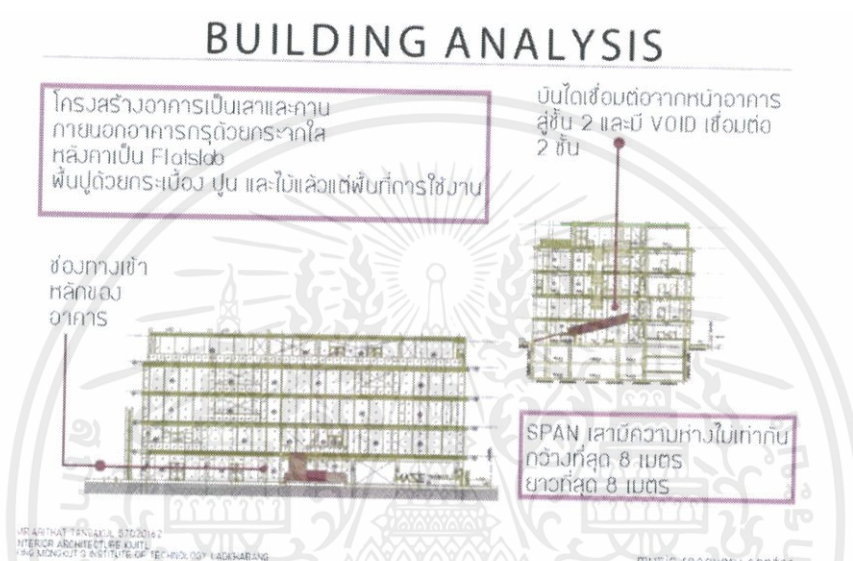 BUILDING ANALYSIS
โครงสร้างอาคารเป็นเสาและคาน
ภายนอกอาคารกรุด้วยกระจกใส
หลังคาเป็น Flatslab
พื้นปูด้วยกระเบื้อง ปูน และไม้แล้วแต่พื้นที่การใช้งาน
บันไดเชื่อมต่อจากหน้าอาคาร
สู่ชั้น 2 และมี VOID เชื่อมต่อ
2 ชั้น
ช่องทางเข้า
หลักของ
อาคาร
SPAN เสามีความห่างไม่เท่ากัน
กว้างที่สุด 8 เมตร
ยาวที่สุด 8 เมตร
INTERIOR ARCHITECTURE KMITL
KING MONGKUT'S INSTITUTE OF TECHNOLOGY LADKRABANG